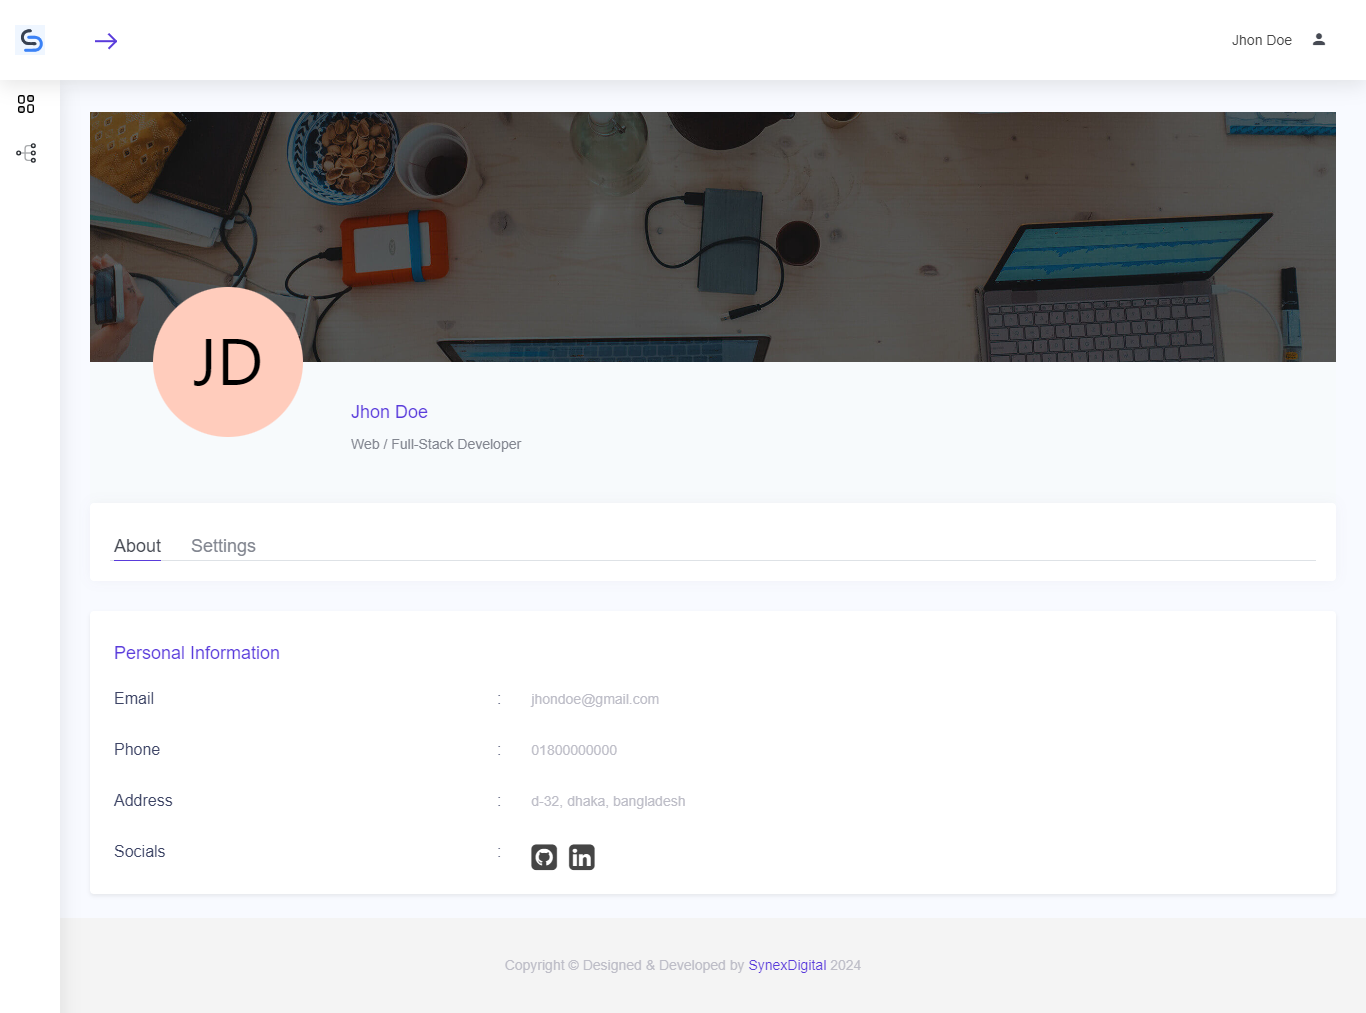 Jhon Doe
JD
Jhon Doe
Web / Full-Stack Developer
About Settings
Personal Information
Email : jhondoe@gmail.com
Phone : 01800000000
Address : d-32, dhaka, bangladesh
Socials : in
Copyright © Designed & Developed by SynexDigital 2024